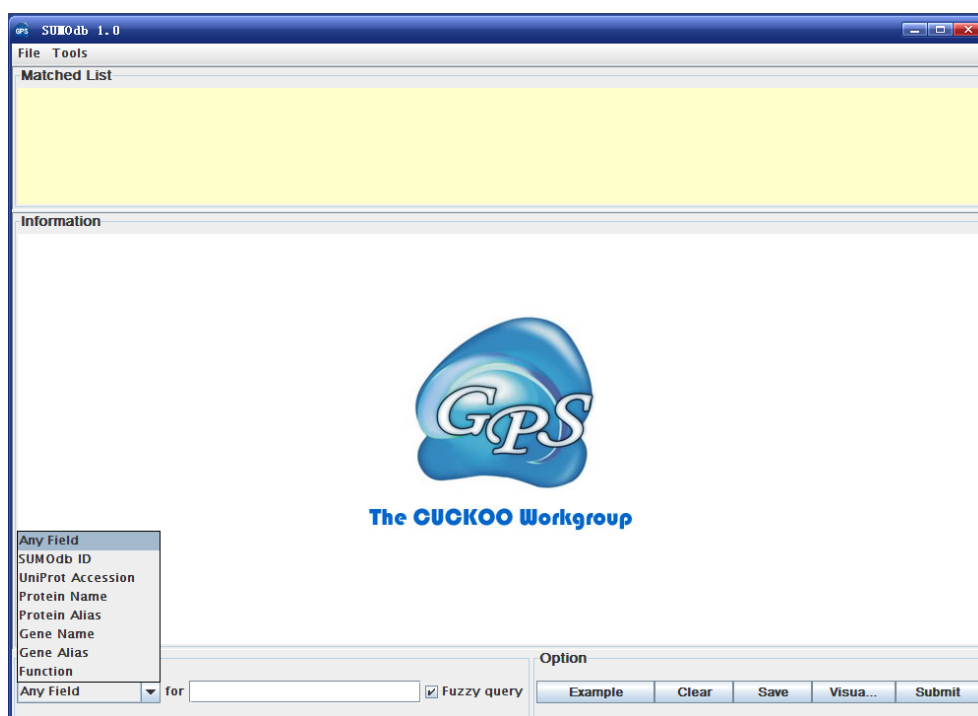 GPS SUMOdb 1.0
File Tools
Matched List
Information
GPS
The CUCKOO Workgroup
Any Field
SUMOdb ID
UniProt Accession
Protein Name
Protein Alias
Gene Name
Gene Alias
Function
Option
Any Field for Fuzzy query Example Clear Save Visua... Submit